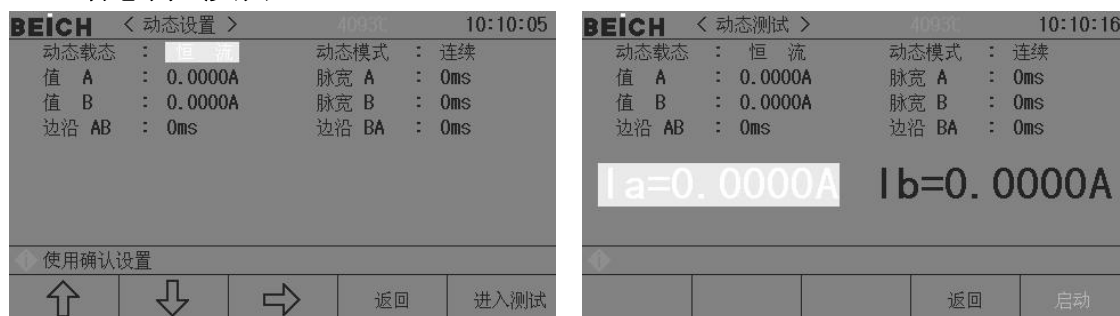 BEICH < 动态设置 > 4093℃ 10:10:05
动态载态 : 恒 流 动态模式 : 连续
值 A : 0.0000A 脉宽 A : 0ms
值 B : 0.0000A 脉宽 B : 0ms
边沿 AB : 0ms 边沿 BA : 0ms
使用确认设置
返回 进入测试
BEICH < 动态测试 > 4093℃ 10:10:16
动态载态 : 恒 流 动态模式 : 连续
值 A : 0.0000A 脉宽 A : 0ms
值 B : 0.0000A 脉宽 B : 0ms
边沿 AB : 0ms 边沿 BA : 0ms
Ia=0.0000A Ib=0.0000A
返回 启动